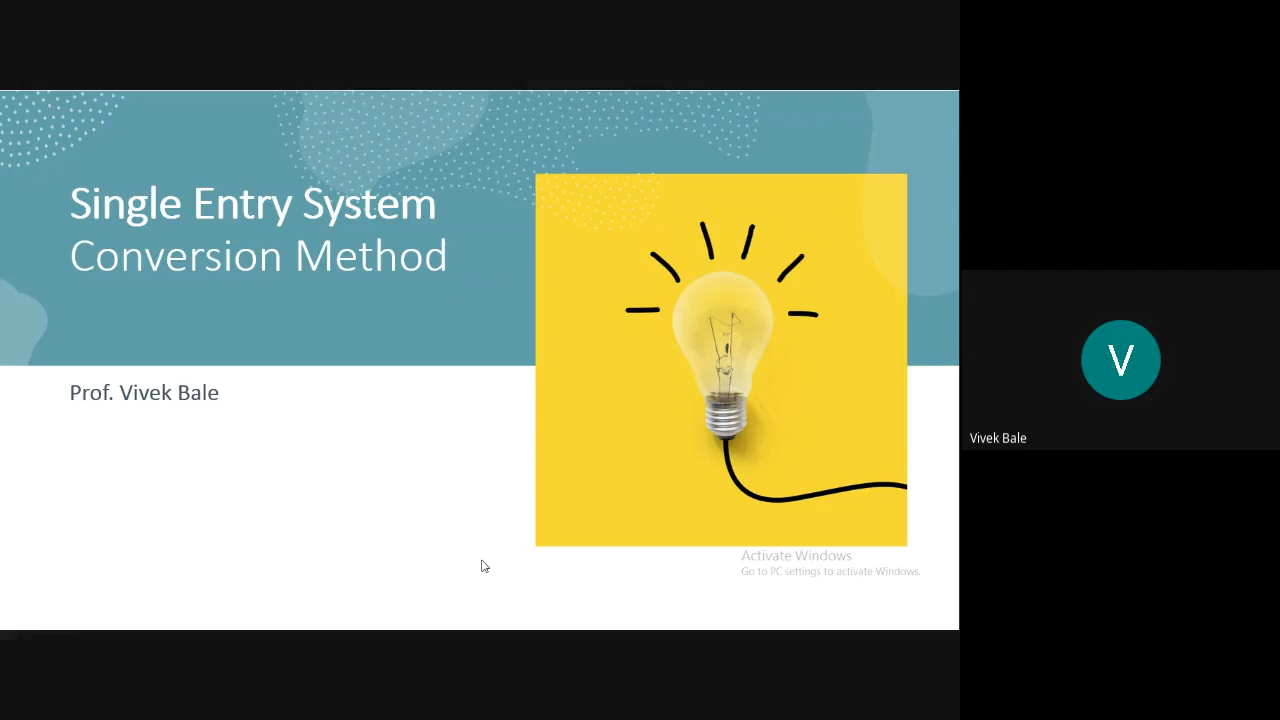 Single Entry System
Conversion Method
Prof. Vivek Bale
Activate Windows
Go to PC settings to activate Windows.
V
Vivek Bale